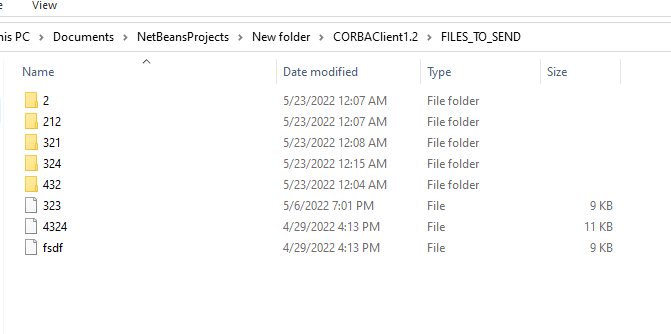 View
his PC > Documents > NetBeansProjects > New folder > CORBAClient1.2 > FILES_TO_SEND
Name Date modified Type Size
2 5/23/2022 12:07 AM File folder
212 5/23/2022 12:07 AM File folder
321 5/23/2022 12:08 AM File folder
324 5/23/2022 12:15 AM File folder
432 5/23/2022 12:04 AM File folder
323 5/6/2022 7:01 PM File 9 KB
4324 4/29/2022 4:13 PM File 11 KB
fsdf 4/29/2022 4:13 PM File 9 KB